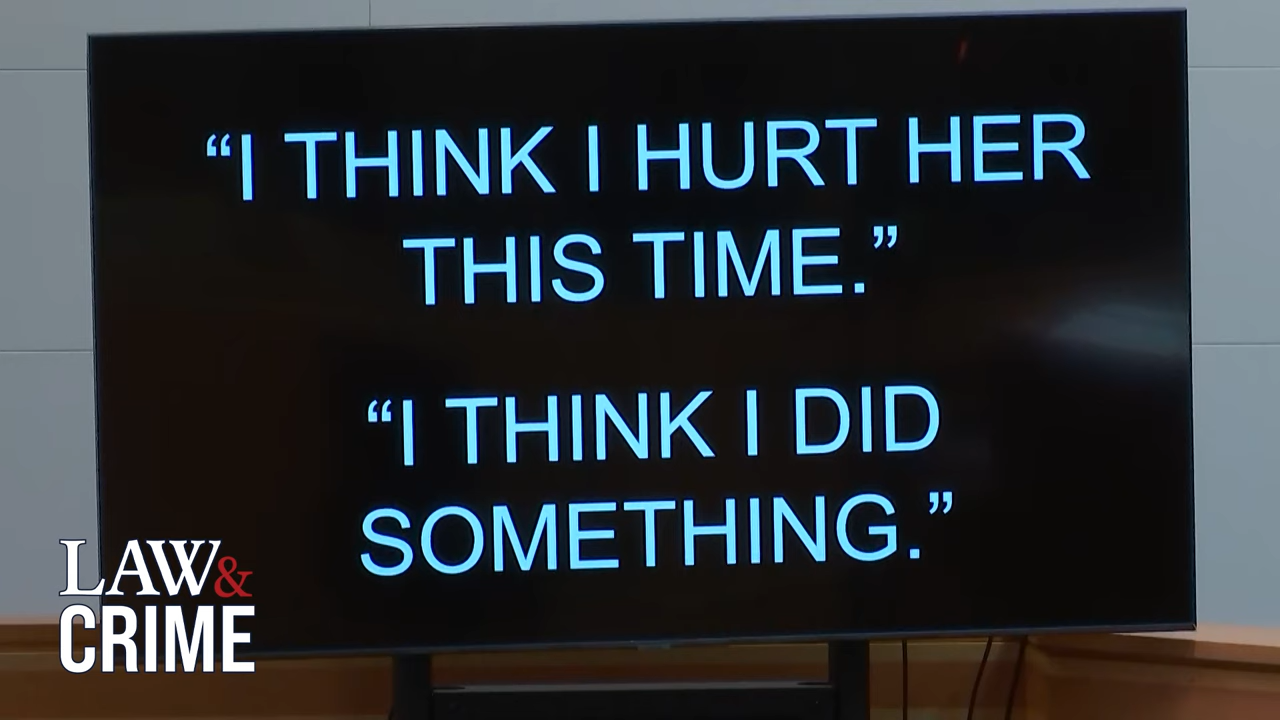 “I THINK I HURT HER
THIS TIME.”
“I THINK I DID
SOMETHING.”
LAW&
CRIME